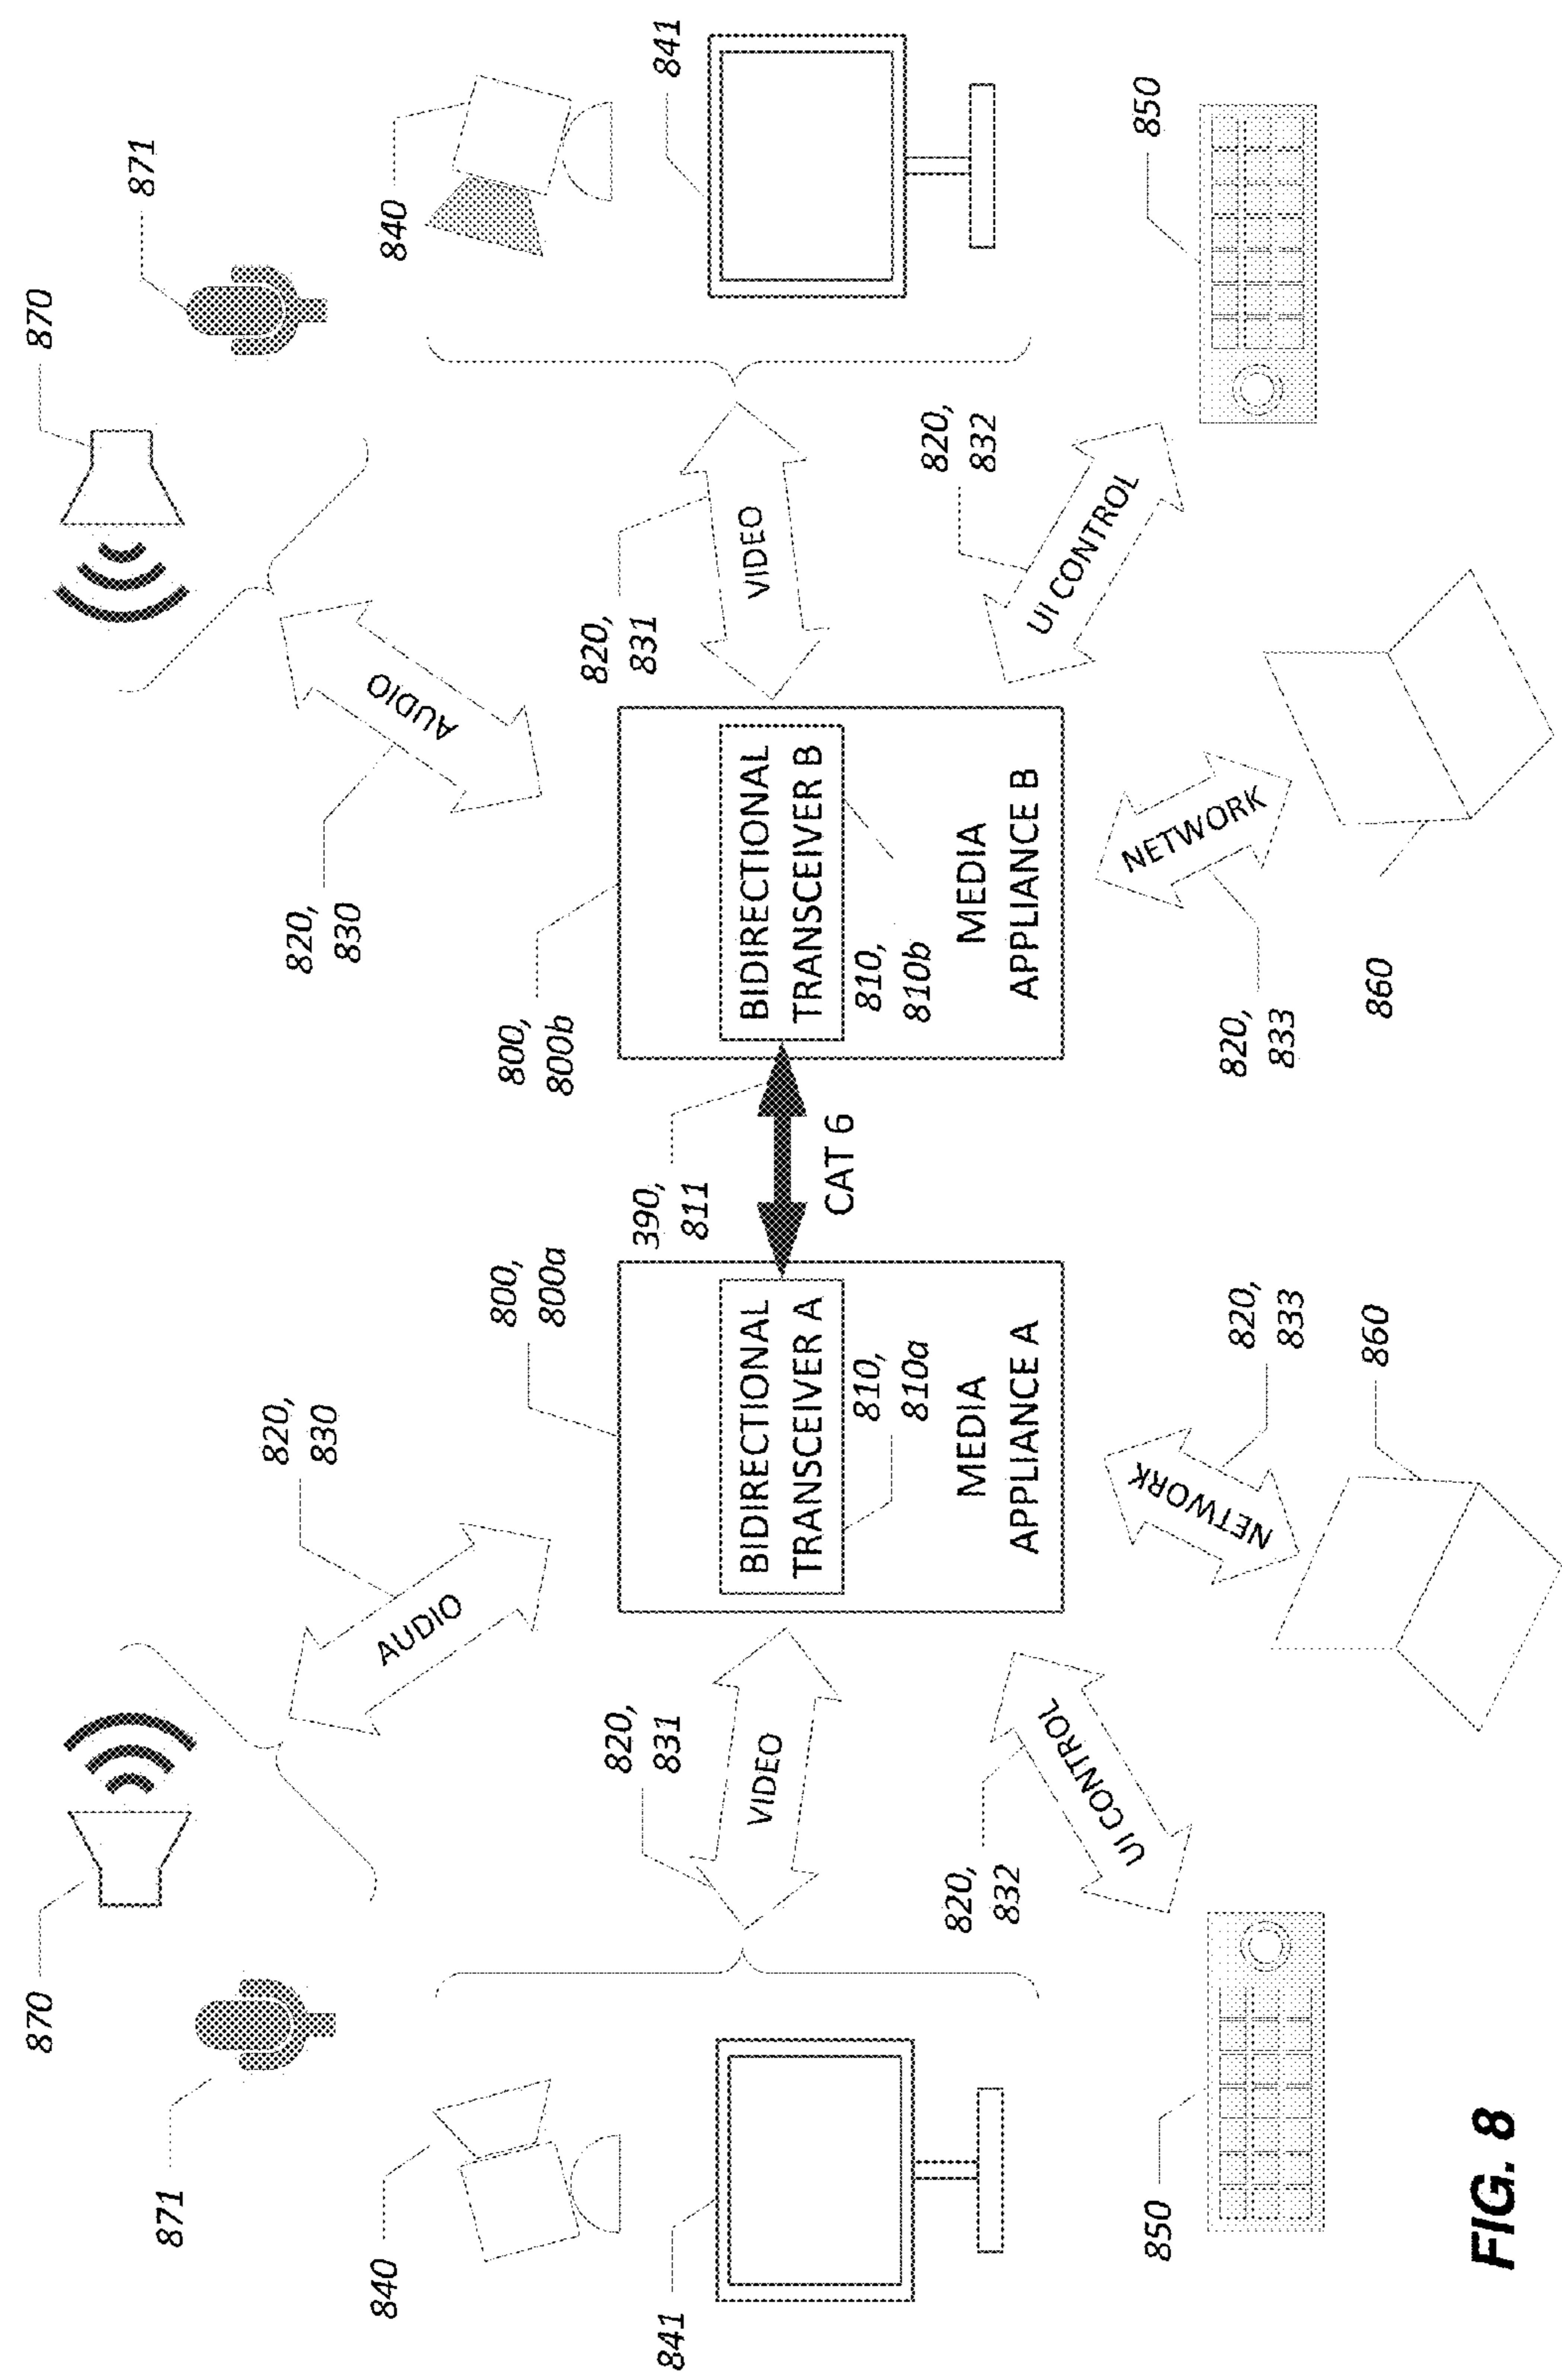 870
871
840
841
820,
830
AUDIO
820,
831
VIDEO
820,
832
UI CONTROL
850
800,
800a
BIDIRECTIONAL
TRANSCEIVER A
810,
810a
MEDIA
APPLIANCE A
NETWORK
820,
833
860
390,
811
CAT 6
800,
800b
BIDIRECTIONAL
TRANSCEIVER B
810,
810b
MEDIA
APPLIANCE B
820,
830
AUDIO
870
871
820,
831
VIDEO
840
841
820,
832
UI CONTROL
850
NETWORK
820,
833
860
FIG. 8